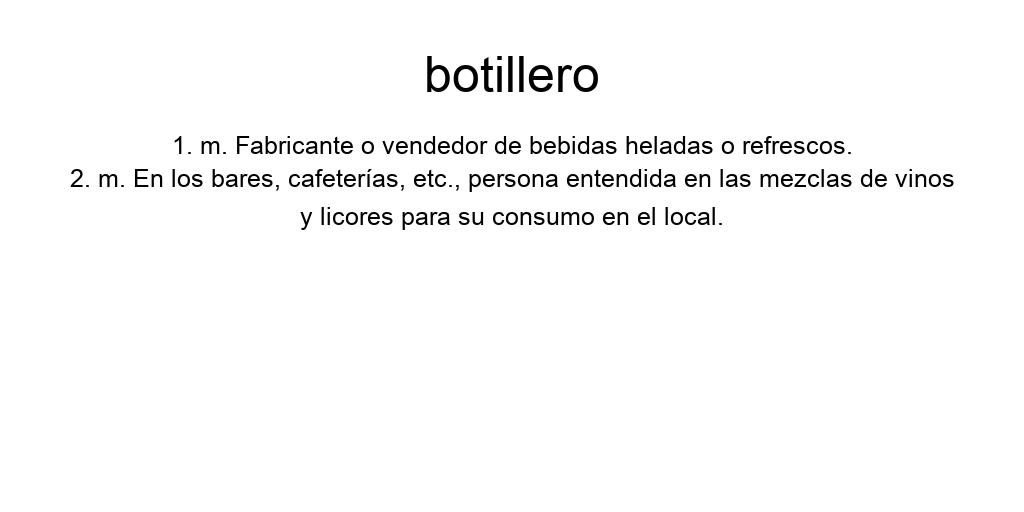 botillero
1. m. Fabricante o vendedor de bebidas heladas o refrescos.
2. m. En los bares, cafeterías, etc., persona entendida en las mezclas de vinos
y licores para su consumo en el local.